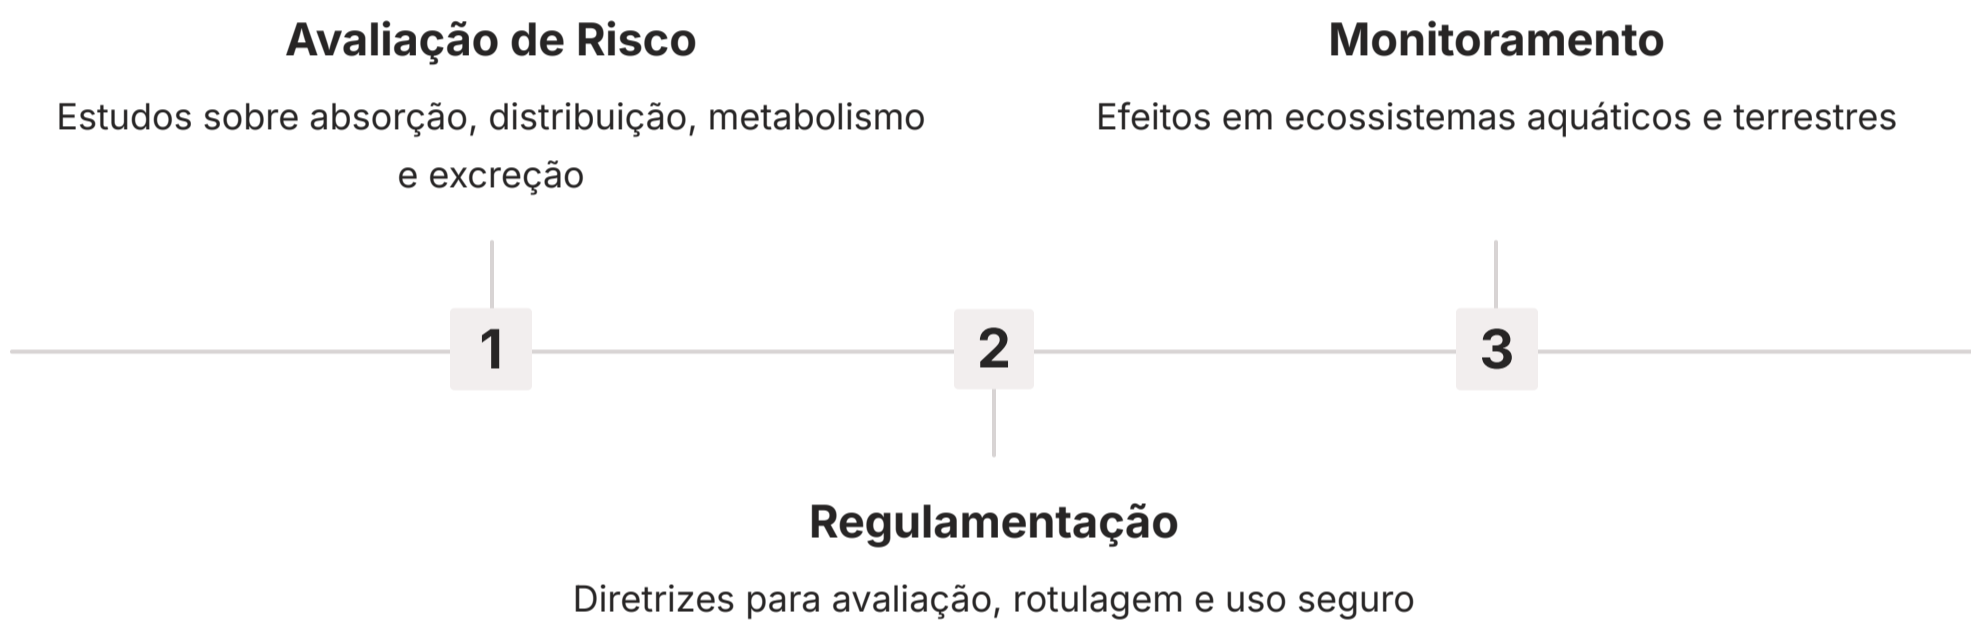 Avaliação de Risco
Estudos sobre absorção, distribuição, metabolismo
e excreção
Monitoramento
Efeitos em ecossistemas aquáticos e terrestres
1
2
3
Regulamentação
Diretrizes para avaliação, rotulagem e uso seguro